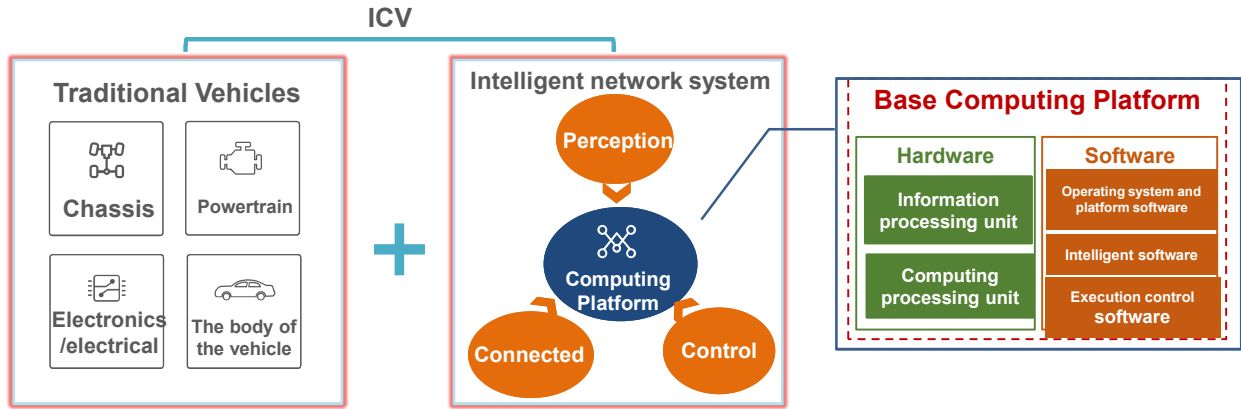 ICV
Traditional Vehicles
Chassis
Powertrain
Electronics
/electrical
The body of
the vehicle
Intelligent network system
Perception
Computing
Platform
Connected
Control
Base Computing Platform
Hardware
Information
processing unit
Computing
processing unit
Software
Operating system and
platform software
Intelligent software
Execution control
software